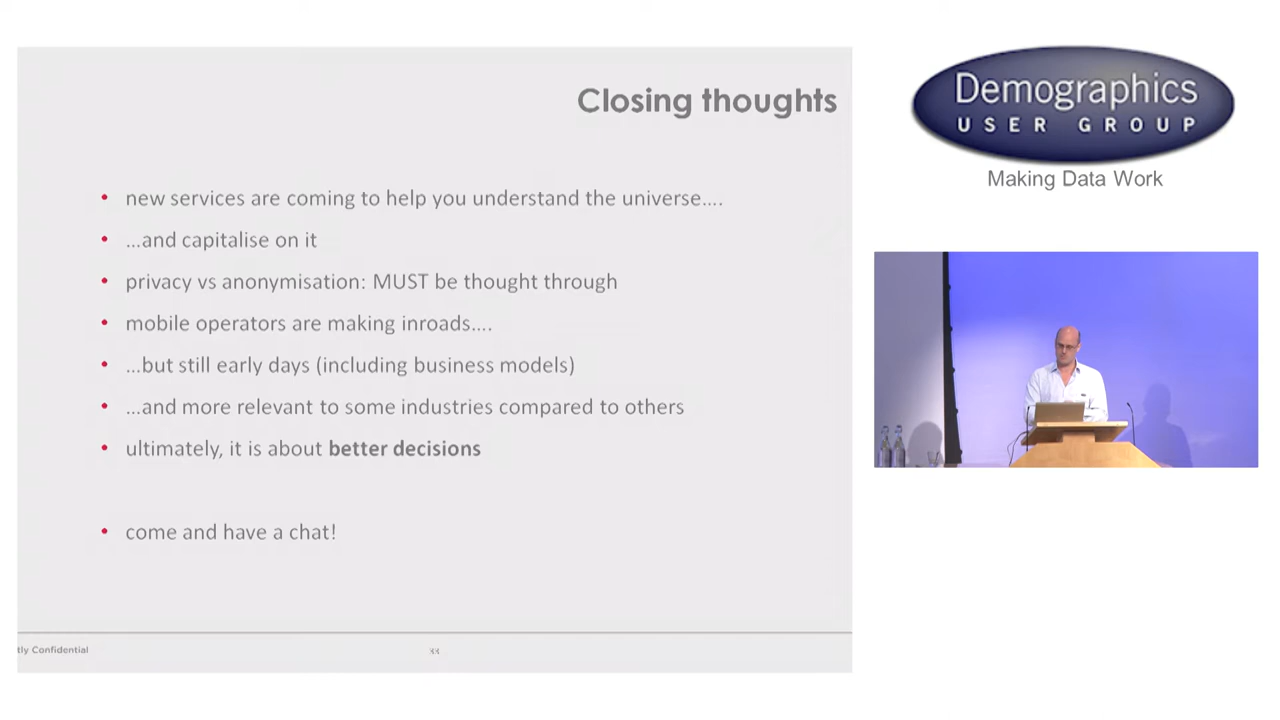 Closing thoughts
• new services are coming to help you understand the universe....
• ...and capitalise on it
• privacy vs anonymisation: MUST be thought through
• mobile operators are making inroads....
• ...but still early days (including business models)
• ...and more relevant to some industries compared to others
• ultimately, it is about better decisions
• come and have a chat!
tly Confidential
Demographics
USER GROUP
Making Data Work